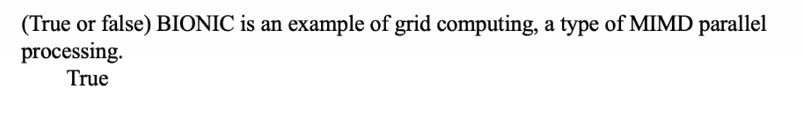 (True or false) BIONIC is an example of grid computing, a type of MIMD parallel
processing.
True